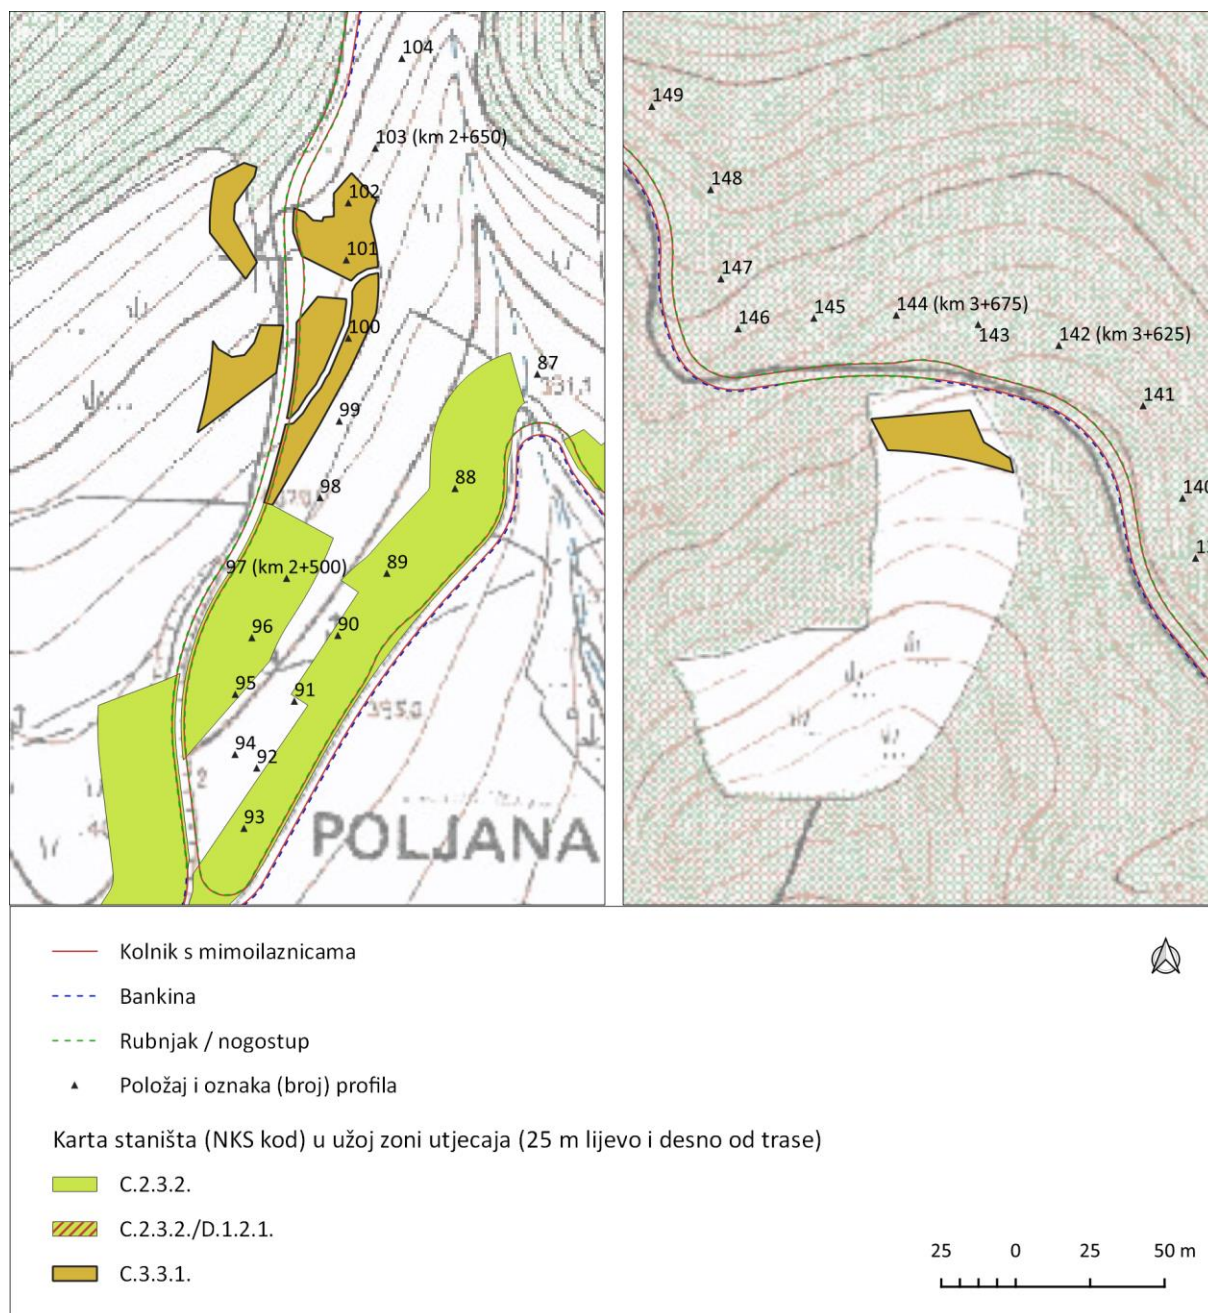 104
103 (km 2+650)
102
101
100
99
98
97 (km 2+500)
96
95
94
92
93
91
90
89
88
87
331,1
395,0
2
POLJANA
149
148
147
146
145
144 (km 3+675)
143
142 (km 3+625)
141
140
Kolnik s mimoilaznicama
Bankina
Rubnjak / nogostup
Položaj i oznaka (broj) profila
Karta staništa (NKS kod) u užoj zoni utjecaja (25 m lijevo i desno od trase)
C.2.3.2.
C.2.3.2./D.1.2.1.
C.3.3.1.
25 0 25 50 m